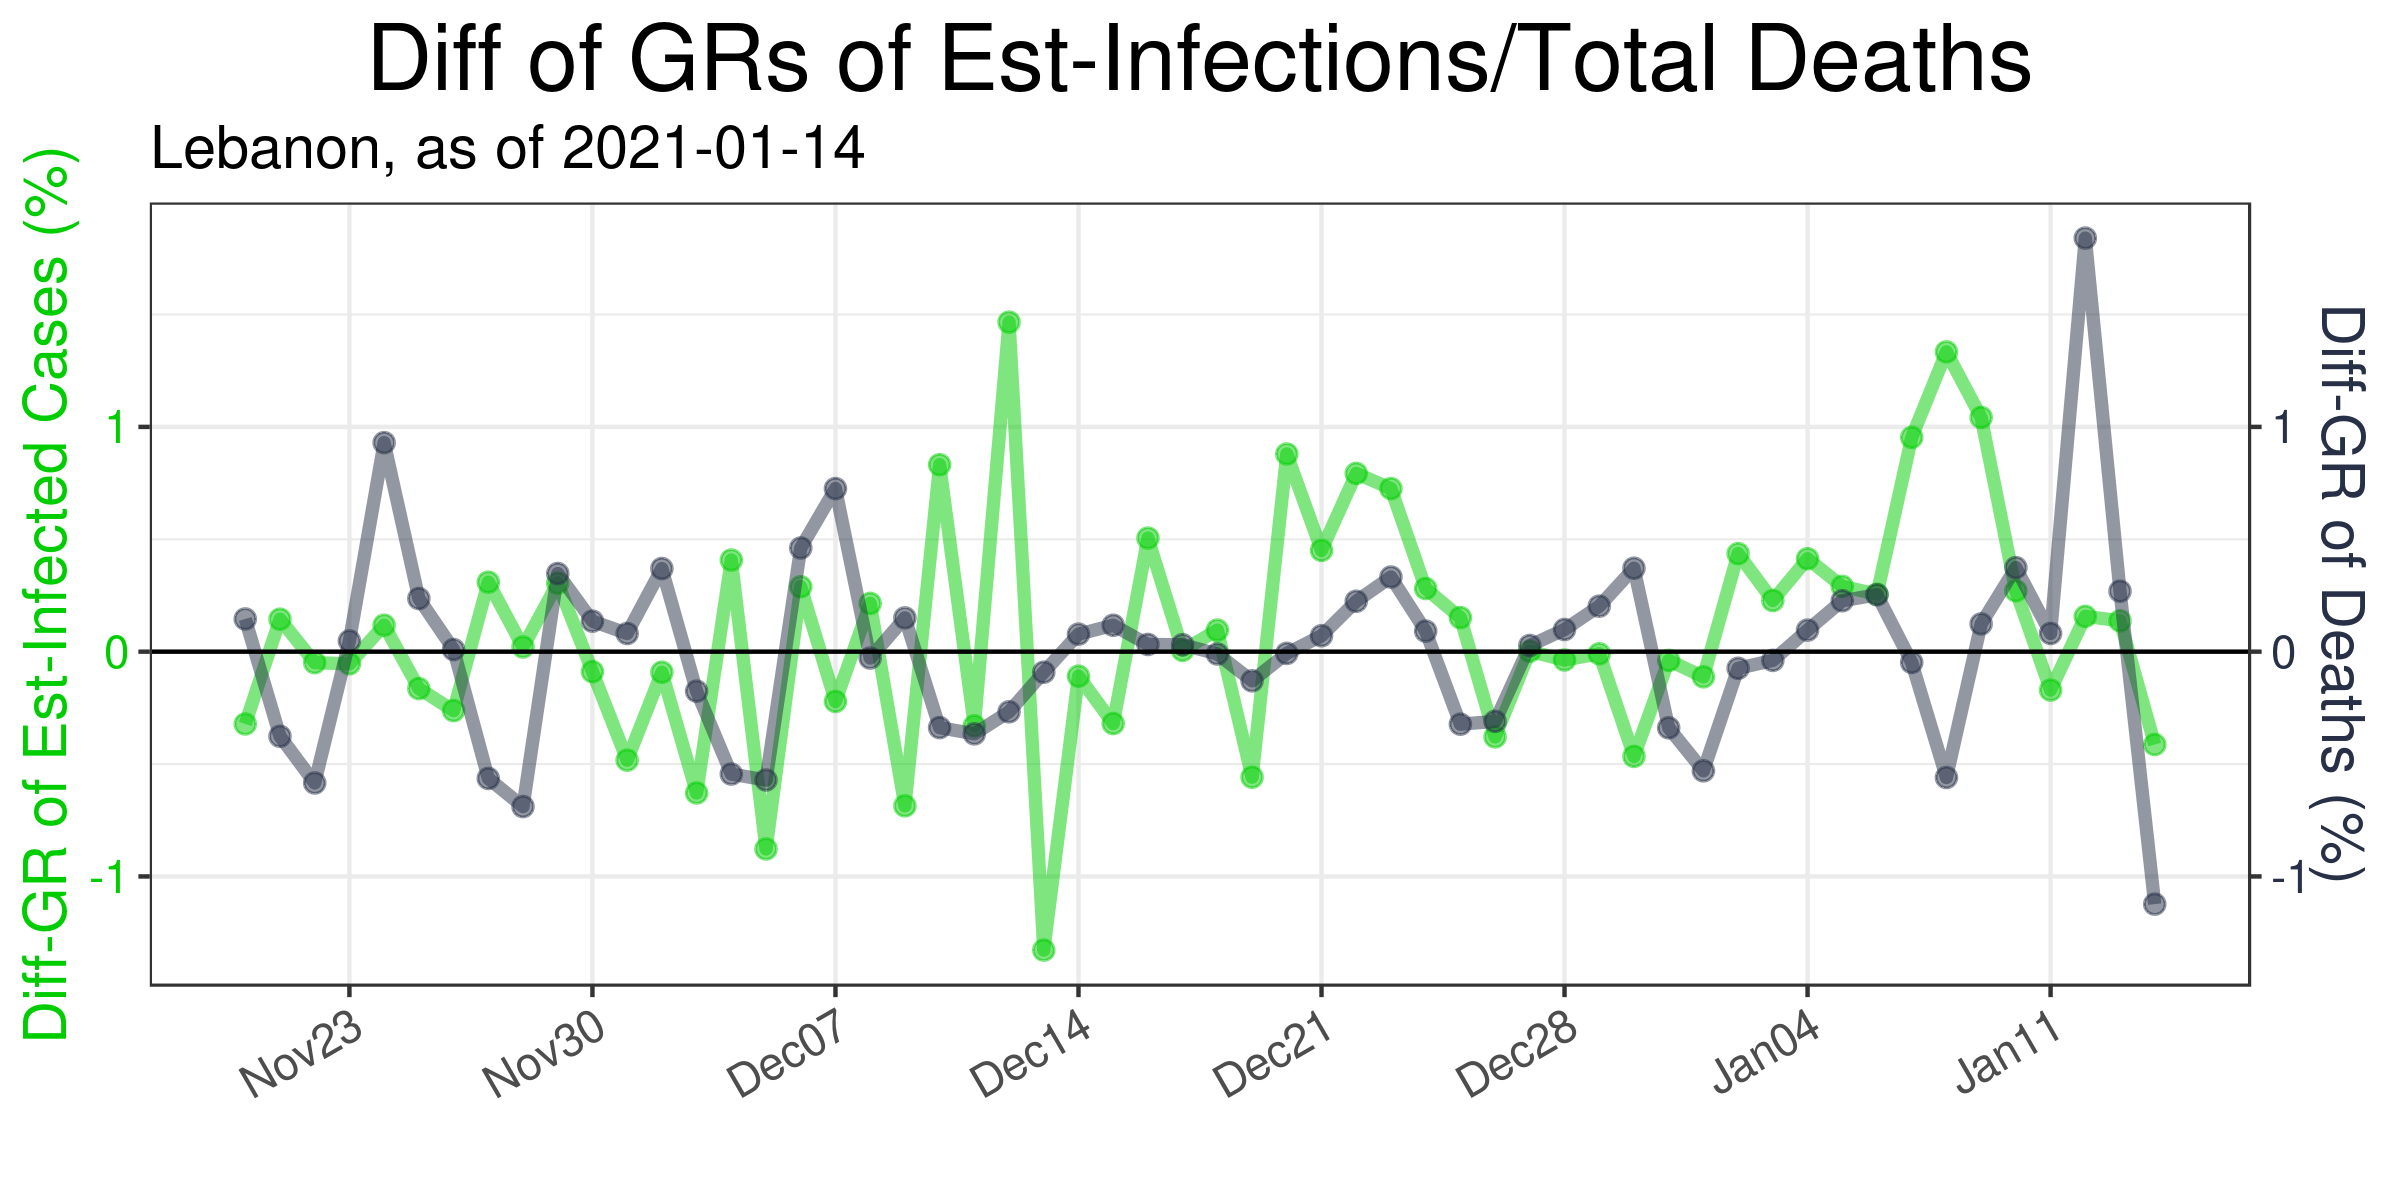 Diff of GRs of Est-Infections/Total Deaths
Lebanon, as of 2021-01-14
Diff-GR of Est-Infected Cases (%)
1
0
-1
1
0
-1
Diff-GR of Deaths (%)
Nov23
Nov30
Dec07
Dec14
Dec21
Dec28
Jan04
Jan11